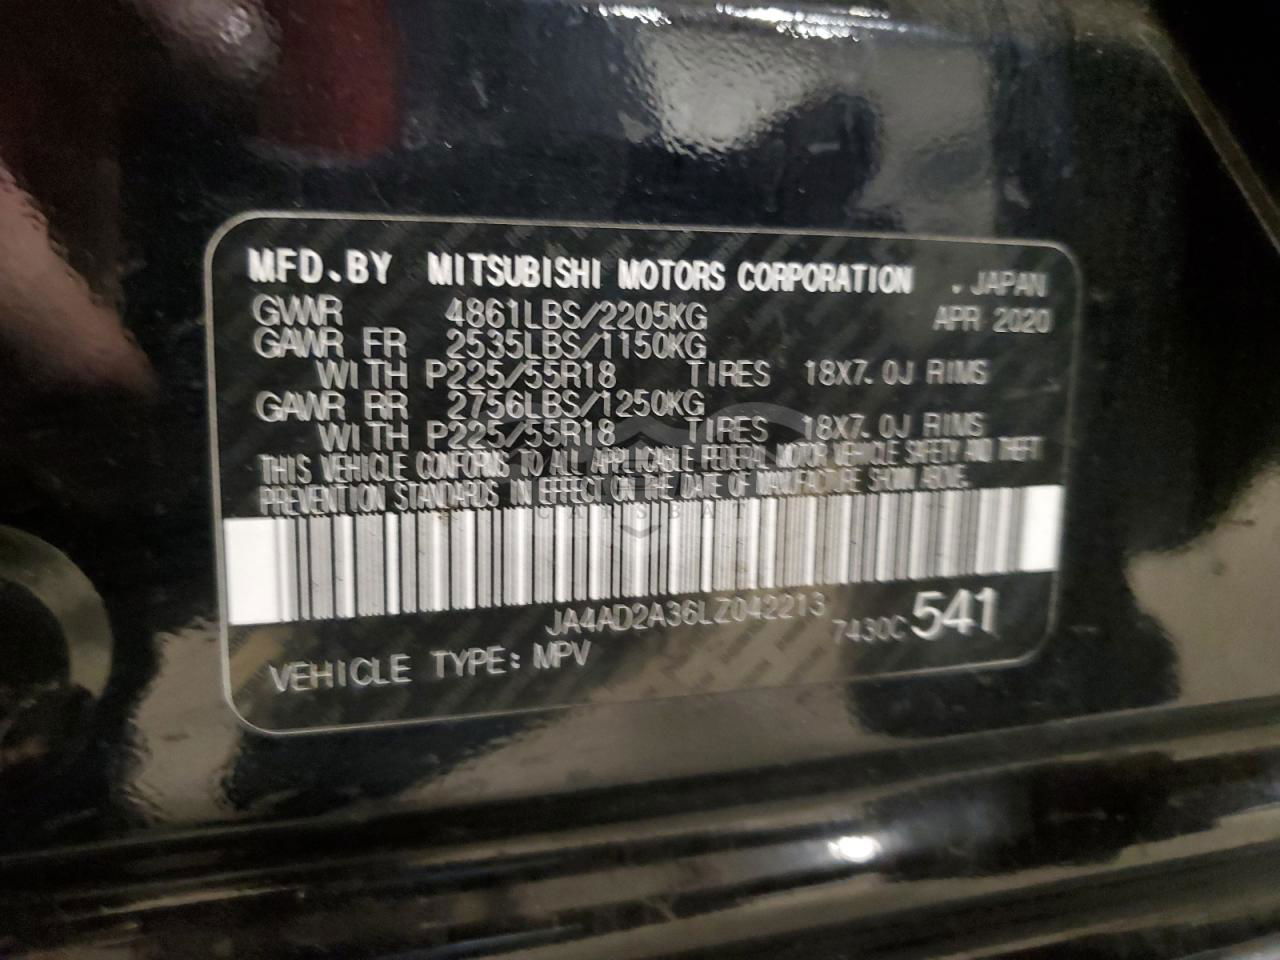 MFD.BY MITSUBISHI MOTORS CORPORATION .JAPAN
GVWR 4861LBS/2205KG APR 2020
GAWR FR 2535LBS/1150KG
WITH P225/55R18 TIRES 18X7.0J RIMS
GAWR RR 2756LBS/1250KG
WITH P225/55R18 TIRES 18X7.0J RIMS
THIS VEHICLE CONFORMS TO ALL APPLICABLE FEDERAL MOTOR VEHICLE SAFETY AND THEFT
PREVENTION STANDARDS IN EFFECT ON THE DATE OF MANUFACTURE SHOWN ABOVE.
JA4AD2A36LZ042213
7430C541
VEHICLE TYPE: MPV